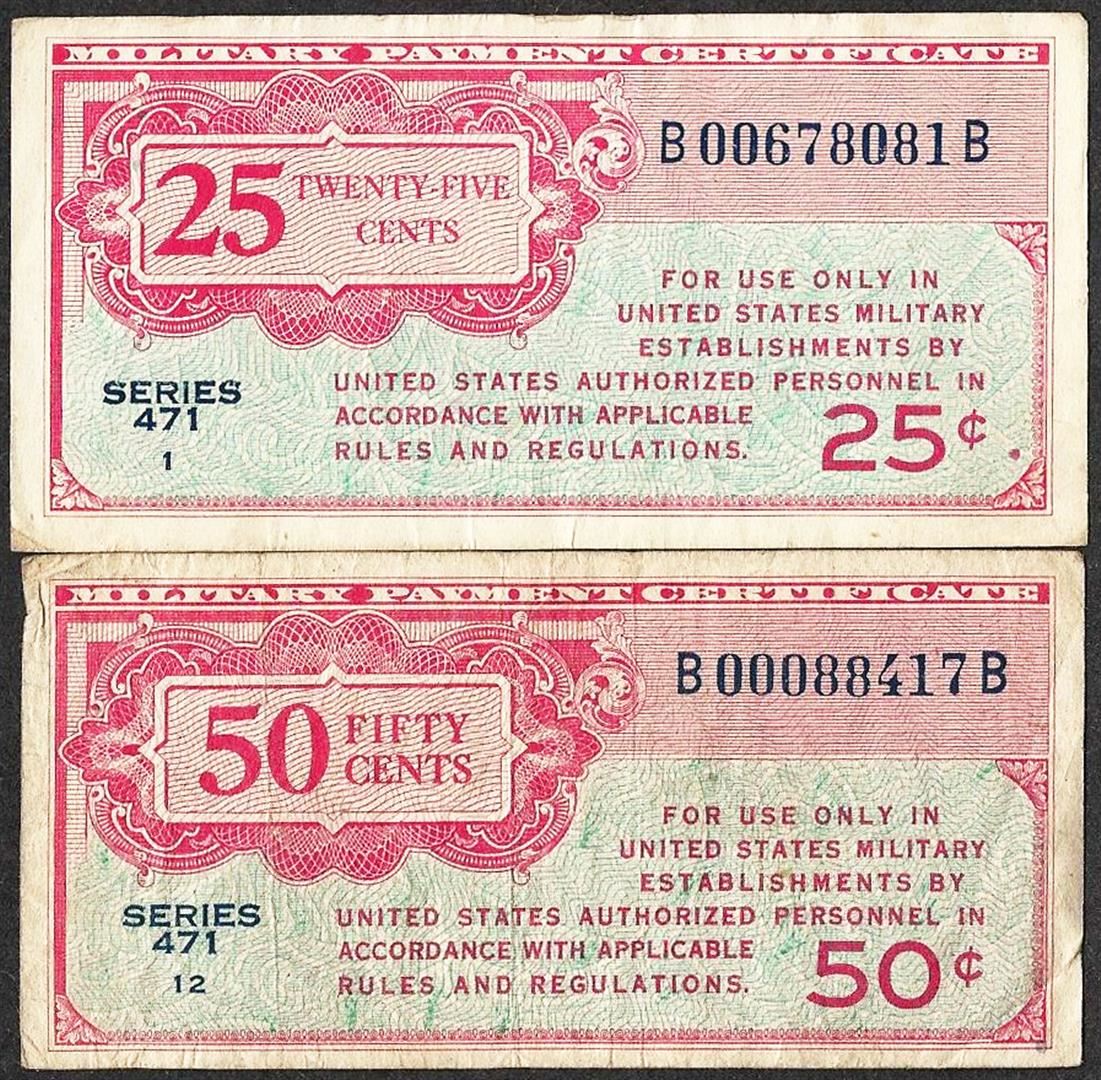 MILITARY PAYMENT CERTIFICATE
B00678081B
25 TWENTY-FIVE
CENTS
FOR USE ONLY IN
UNITED STATES MILITARY
ESTABLISHMENTS BY
UNITED STATES AUTHORIZED PERSONNEL IN
ACCORDANCE WITH APPLICABLE
RULES AND REGULATIONS.
25¢
SERIES
471
1
MILITARY PAYMENT CERTIFICATE
B00088417B
50 FIFTY
CENTS
FOR USE ONLY IN
UNITED STATES MILITARY
ESTABLISHMENTS BY
UNITED STATES AUTHORIZED PERSONNEL IN
ACCORDANCE WITH APPLICABLE
RULES AND REGULATIONS.
50¢
SERIES
471
12